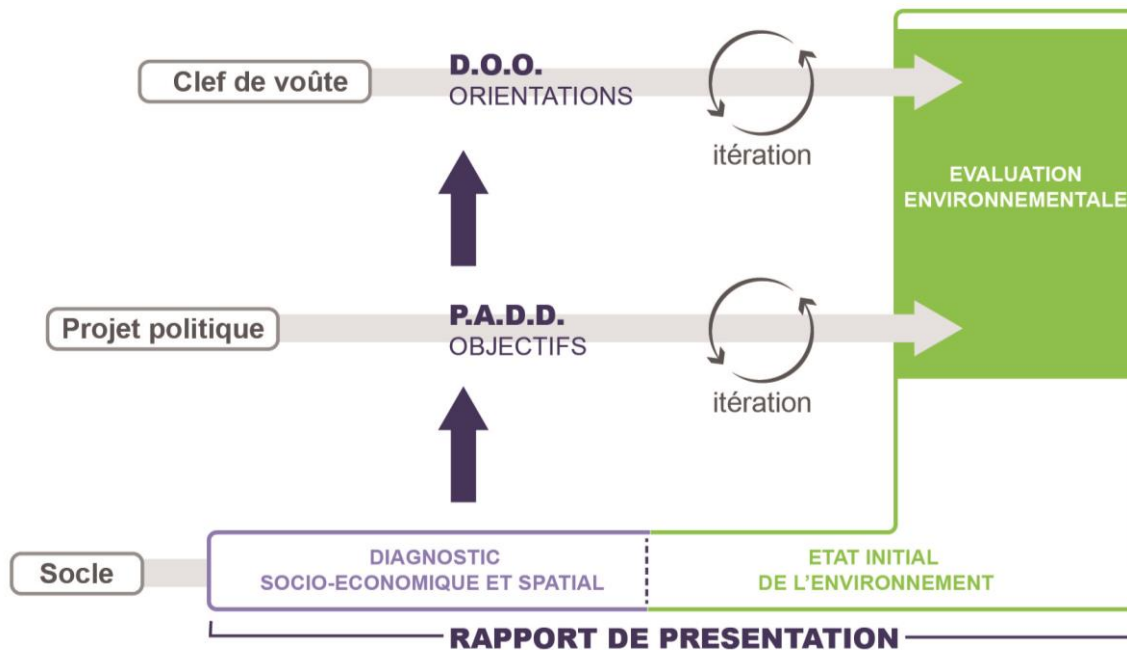 Clef de voûte
D.O.O.
ORIENTATIONS
itération
EVALUATION
ENVIRONNEMENTALE
Projet politique
P.A.D.D.
OBJECTIFS
itération
Socle
DIAGNOSTIC
SOCIO-ECONOMIQUE ET SPATIAL
ETAT INITIAL
DE L'ENVIRONNEMENT
RAPPORT DE PRESENTATION